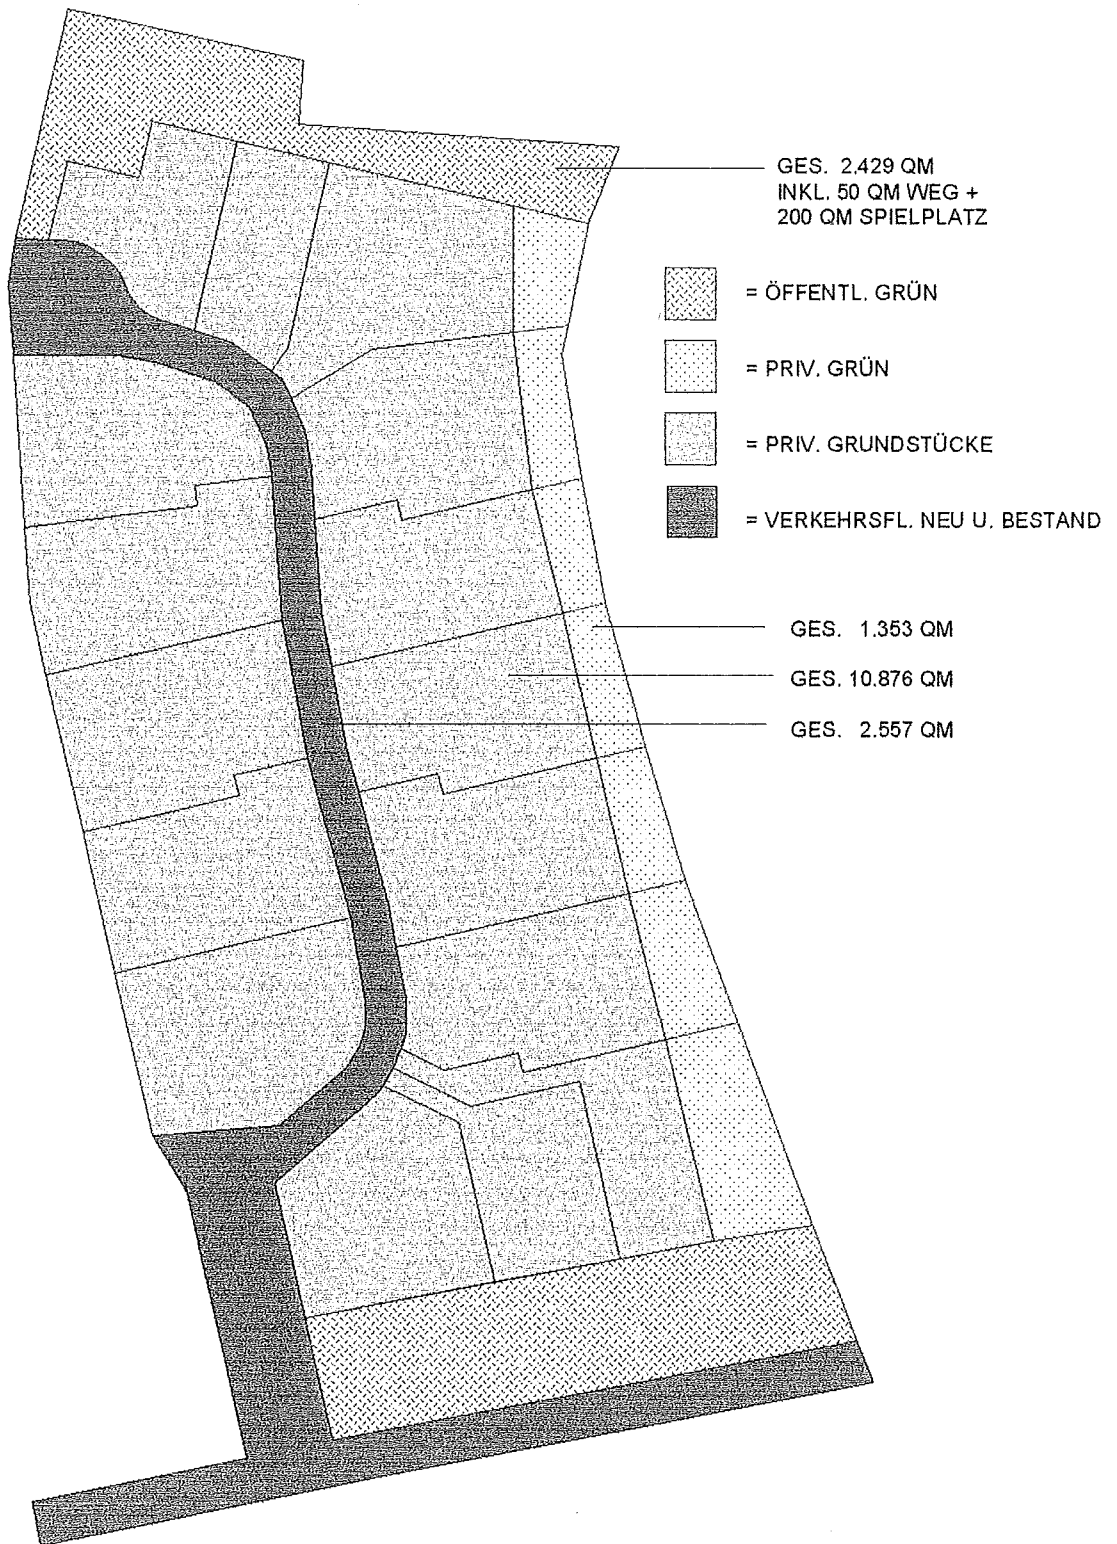 GES. 2.429 QM
INKL. 50 QM WEG +
200 QM SPIELPLATZ
= ÖFFENTL. GRÜN
= PRIV. GRÜN
= PRIV. GRUNDSTÜCKE
= VERKEHRSFL. NEU U. BESTAND
GES. 1.353 QM
GES. 10.876 QM
GES. 2.557 QM